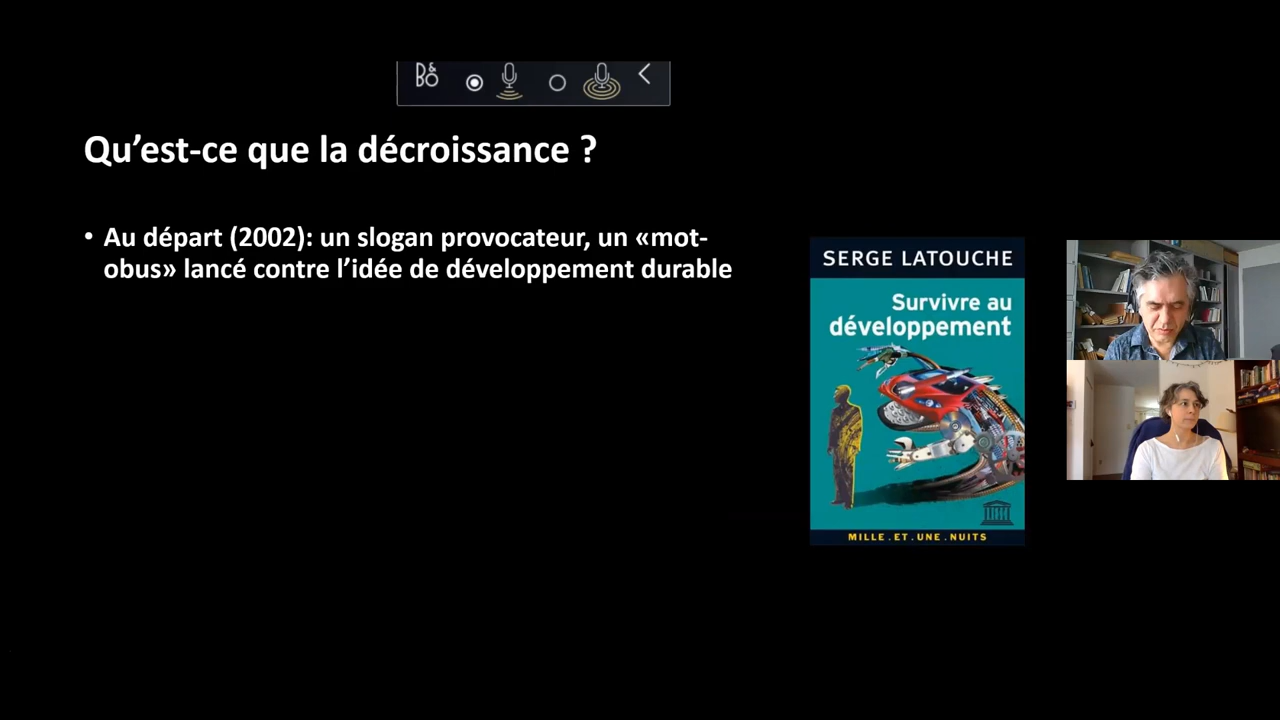 B&O
Qu’est-ce que la décroissance ?
• Au départ (2002): un slogan provocateur, un «mot-
obus» lancé contre l’idée de développement durable
SERGE LATOUCHE
Survivre au
développement
MILLE.ET.UNE.NUITS